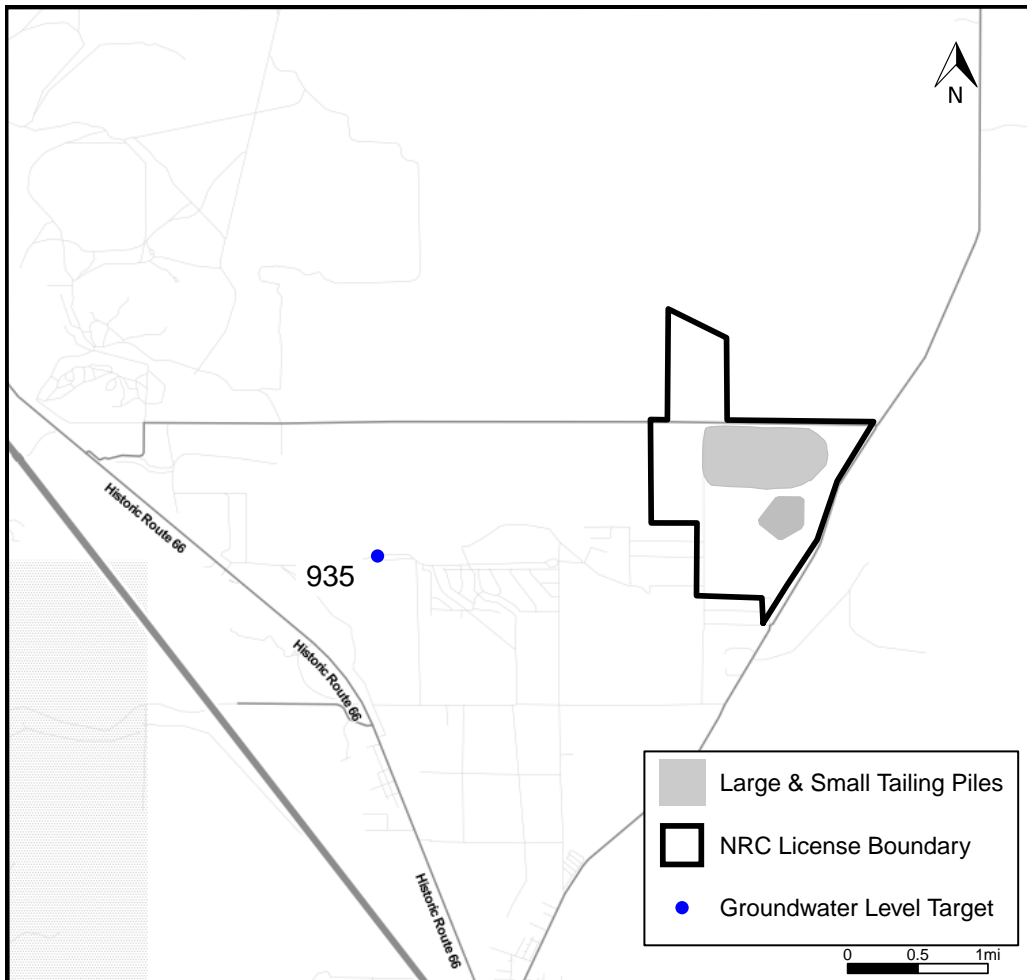 N
Historic Route 66
935
Historic Route 66
Large & Small Tailing Piles
NRC License Boundary
Historic Route 66
Groundwater Level Target
0 0.5 1mi